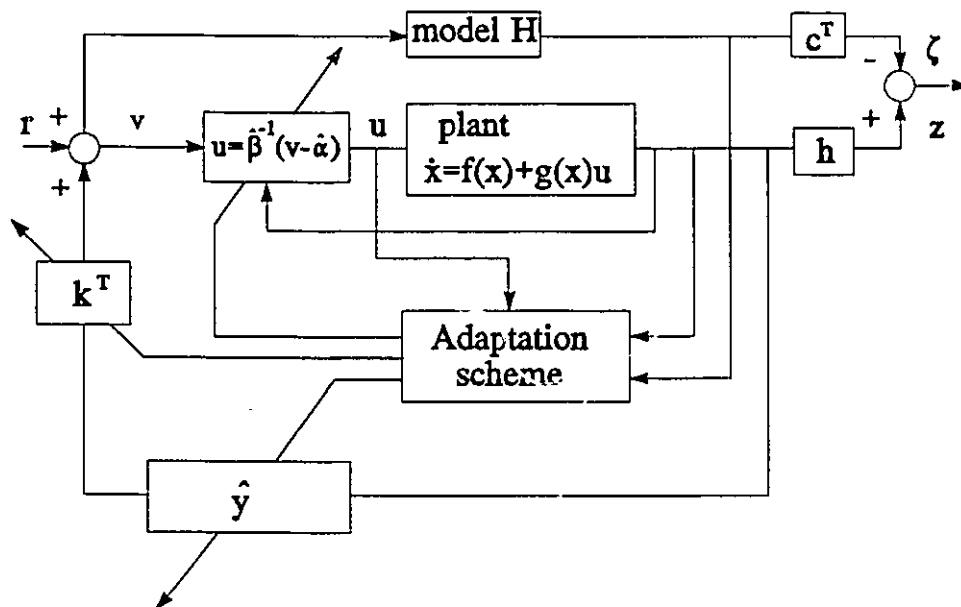 model H
c^T
-
ζ
r
+
v
u=β̂^-1(v-α̂)
u
plant
ẋ=f(x)+g(x)u
+
h
z
+
k^T
Adaptation
scheme
ŷ